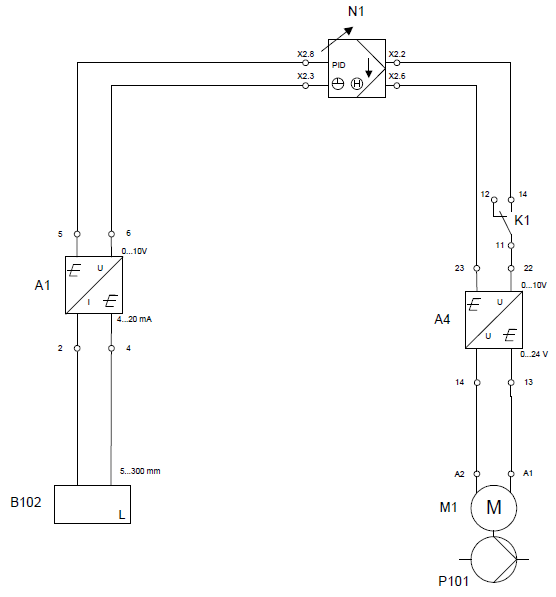 N1
X2.8
X2.2
PID
X2.3
H
X2.6
12
14
K1
5
6
11
0...10V
23
22
A1
U
I
0...10V
U
4...20 mA
A4
U
2
4
0...24 V
14
13
5...300 mm
A2
A1
B102
L
M1
M
P101